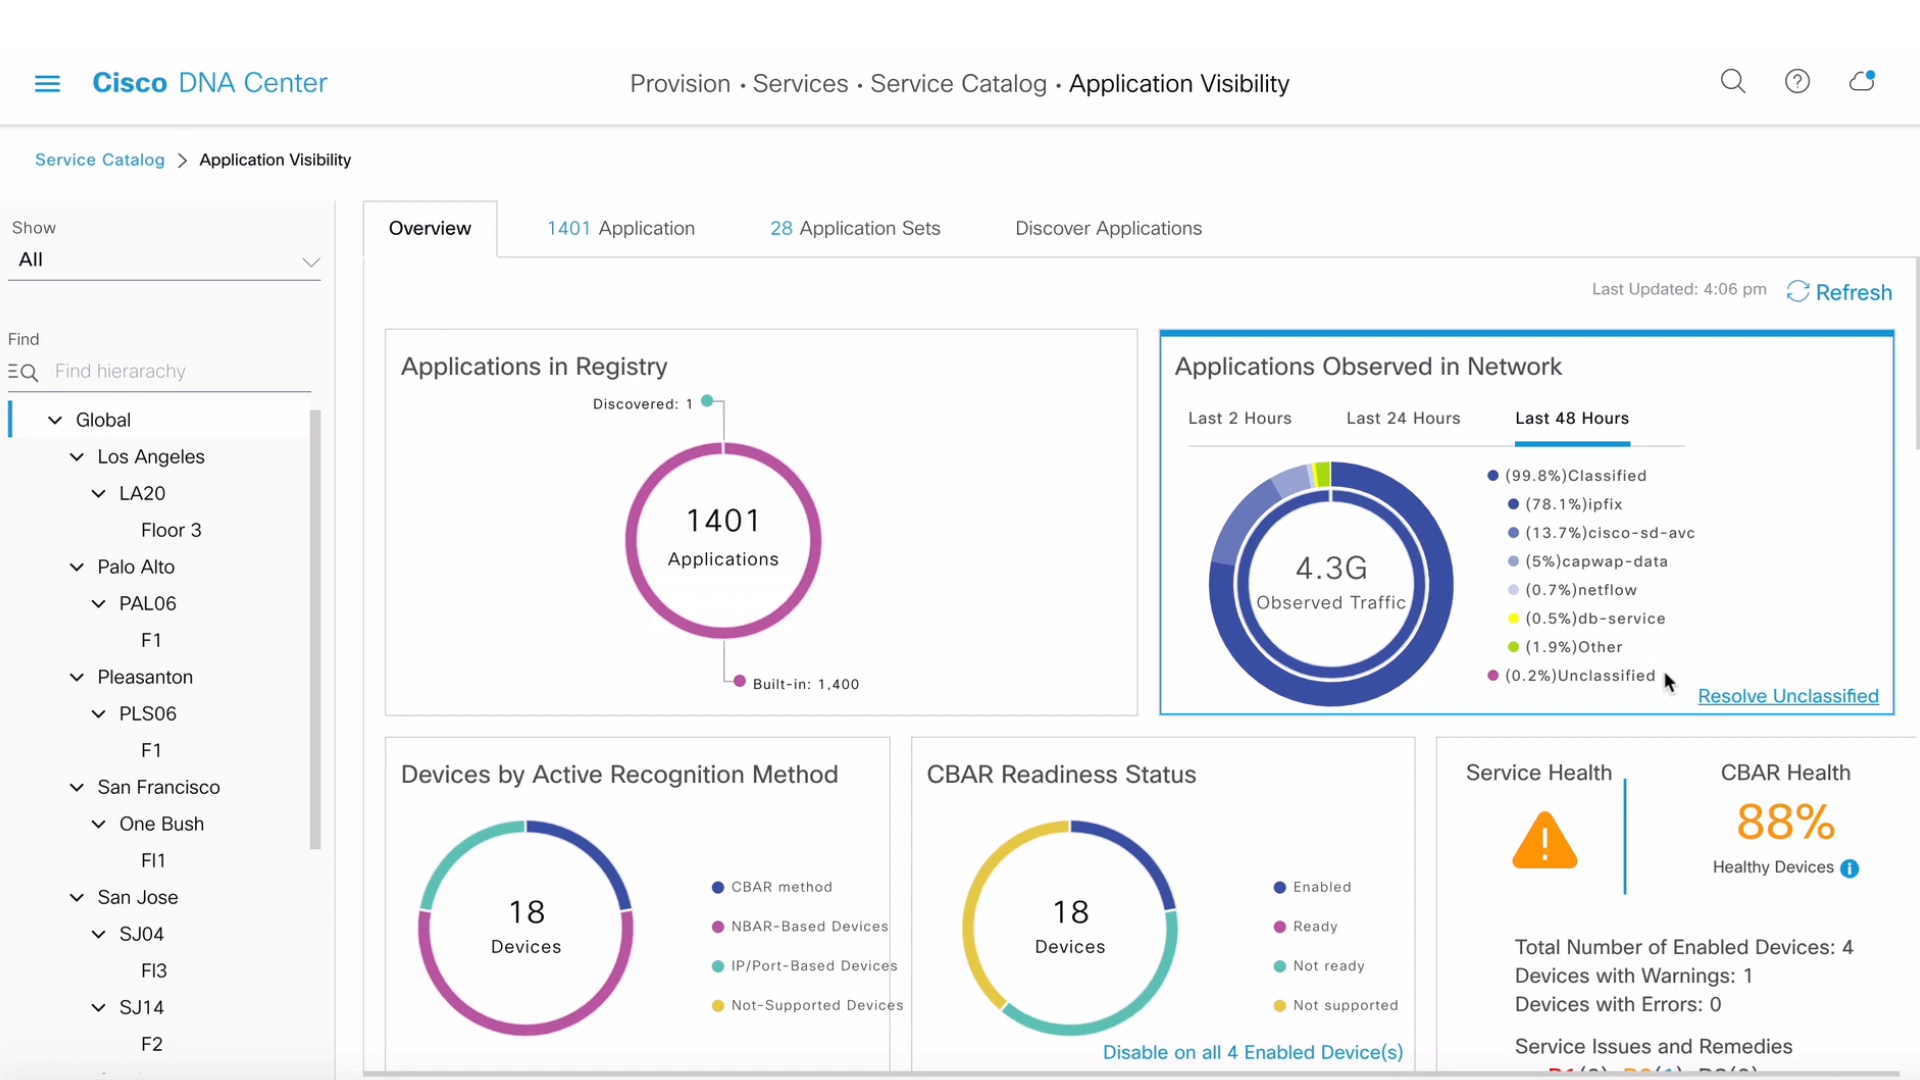 Cisco DNA Center
Provision · Services · Service Catalog · Application Visibility
Service Catalog > Application Visibility
Show
All
Find
Find hierarachy
Global
Los Angeles
LA20
Floor 3
Palo Alto
PAL06
F1
Pleasanton
PLS06
F1
San Francisco
One Bush
Fl1
San Jose
SJ04
Fl3
SJ14
F2
Overview
1401 Application
28 Application Sets
Discover Applications
Last Updated: 4:06 pm
Refresh
Applications in Registry
Discovered: 1
1401
Applications
Built-in: 1,400
Applications Observed in Network
Last 2 Hours
Last 24 Hours
Last 48 Hours
4.3G
Observed Traffic
(99.8%)Classified
(78.1%)ipfix
(13.7%)cisco-sd-avc
(5%)capwap-data
(0.7%)netflow
(0.5%)db-service
(1.9%)Other
(0.2%)Unclassified
Resolve Unclassified
Devices by Active Recognition Method
18
Devices
CBAR method
NBAR-Based Devices
IP/Port-Based Devices
Not-Supported Devices
CBAR Readiness Status
18
Devices
Enabled
Ready
Not ready
Not supported
Disable on all 4 Enabled Device(s)
Service Health
CBAR Health
88%
Healthy Devices
Total Number of Enabled Devices: 4
Devices with Warnings: 1
Devices with Errors: 0
Service Issues and Remedies